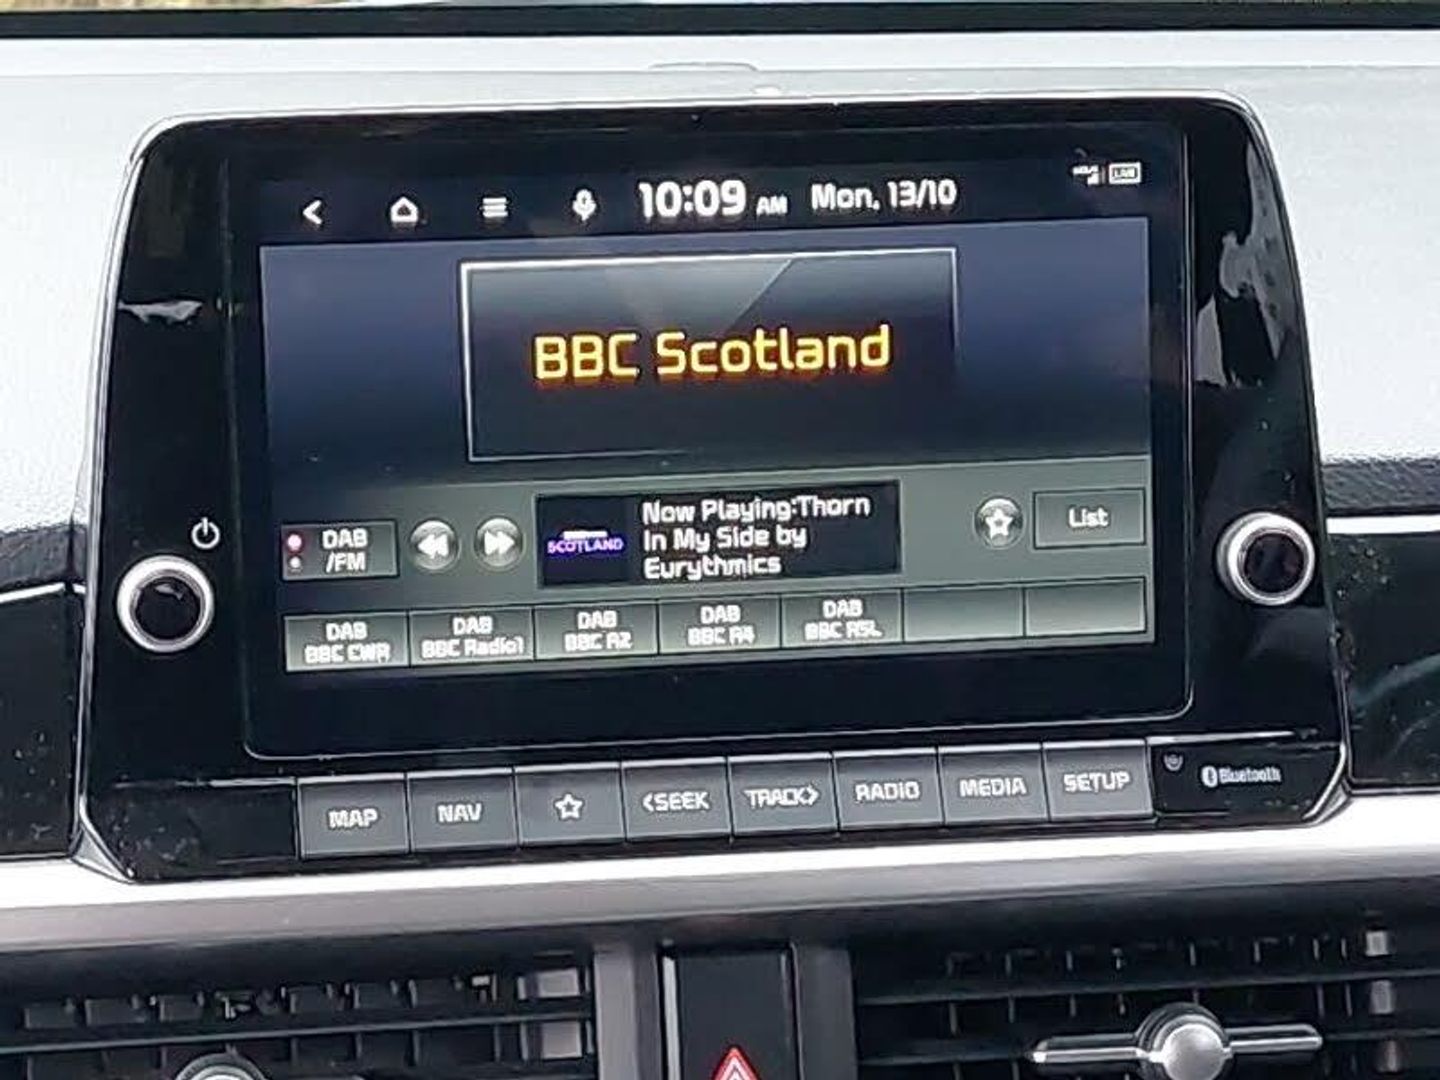 10:09 AM Mon, 13/10
LIVE
BBC Scotland
DAB
/FM
SCOTLAND
Now Playing:Thorn
In My Side by
Eurythmics
List
DAB
BBC CWR
DAB
BBC Radio1
DAB
BBC R2
DAB
BBC R4
DAB
BBC R5L
MAP
NAV
<SEEK
TRACK>
RADIO
MEDIA
SETUP
Bluetooth